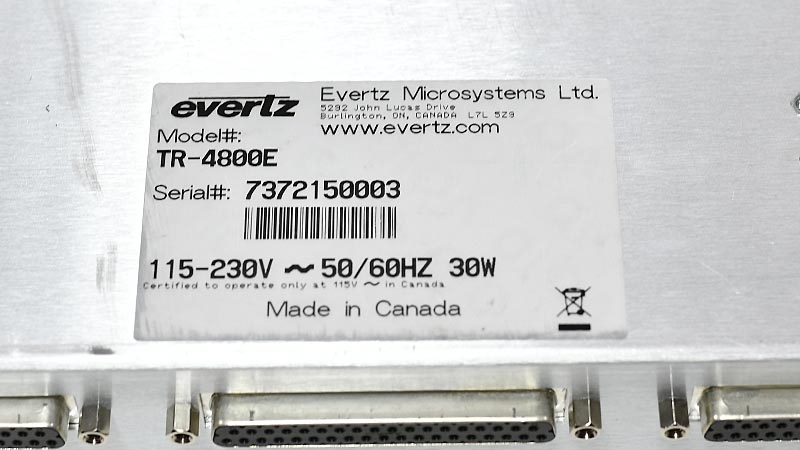 evertz
Evertz Microsystems Ltd.
5292 John Lucas Drive
Burlington, ON, CANADA L7L 5Z9
www.evertz.com
Model#:
TR-4800E
Serial#: 7372150003
115-230V ~ 50/60HZ 30W
Certified to operate only at 115V ~ in Canada
Made in Canada